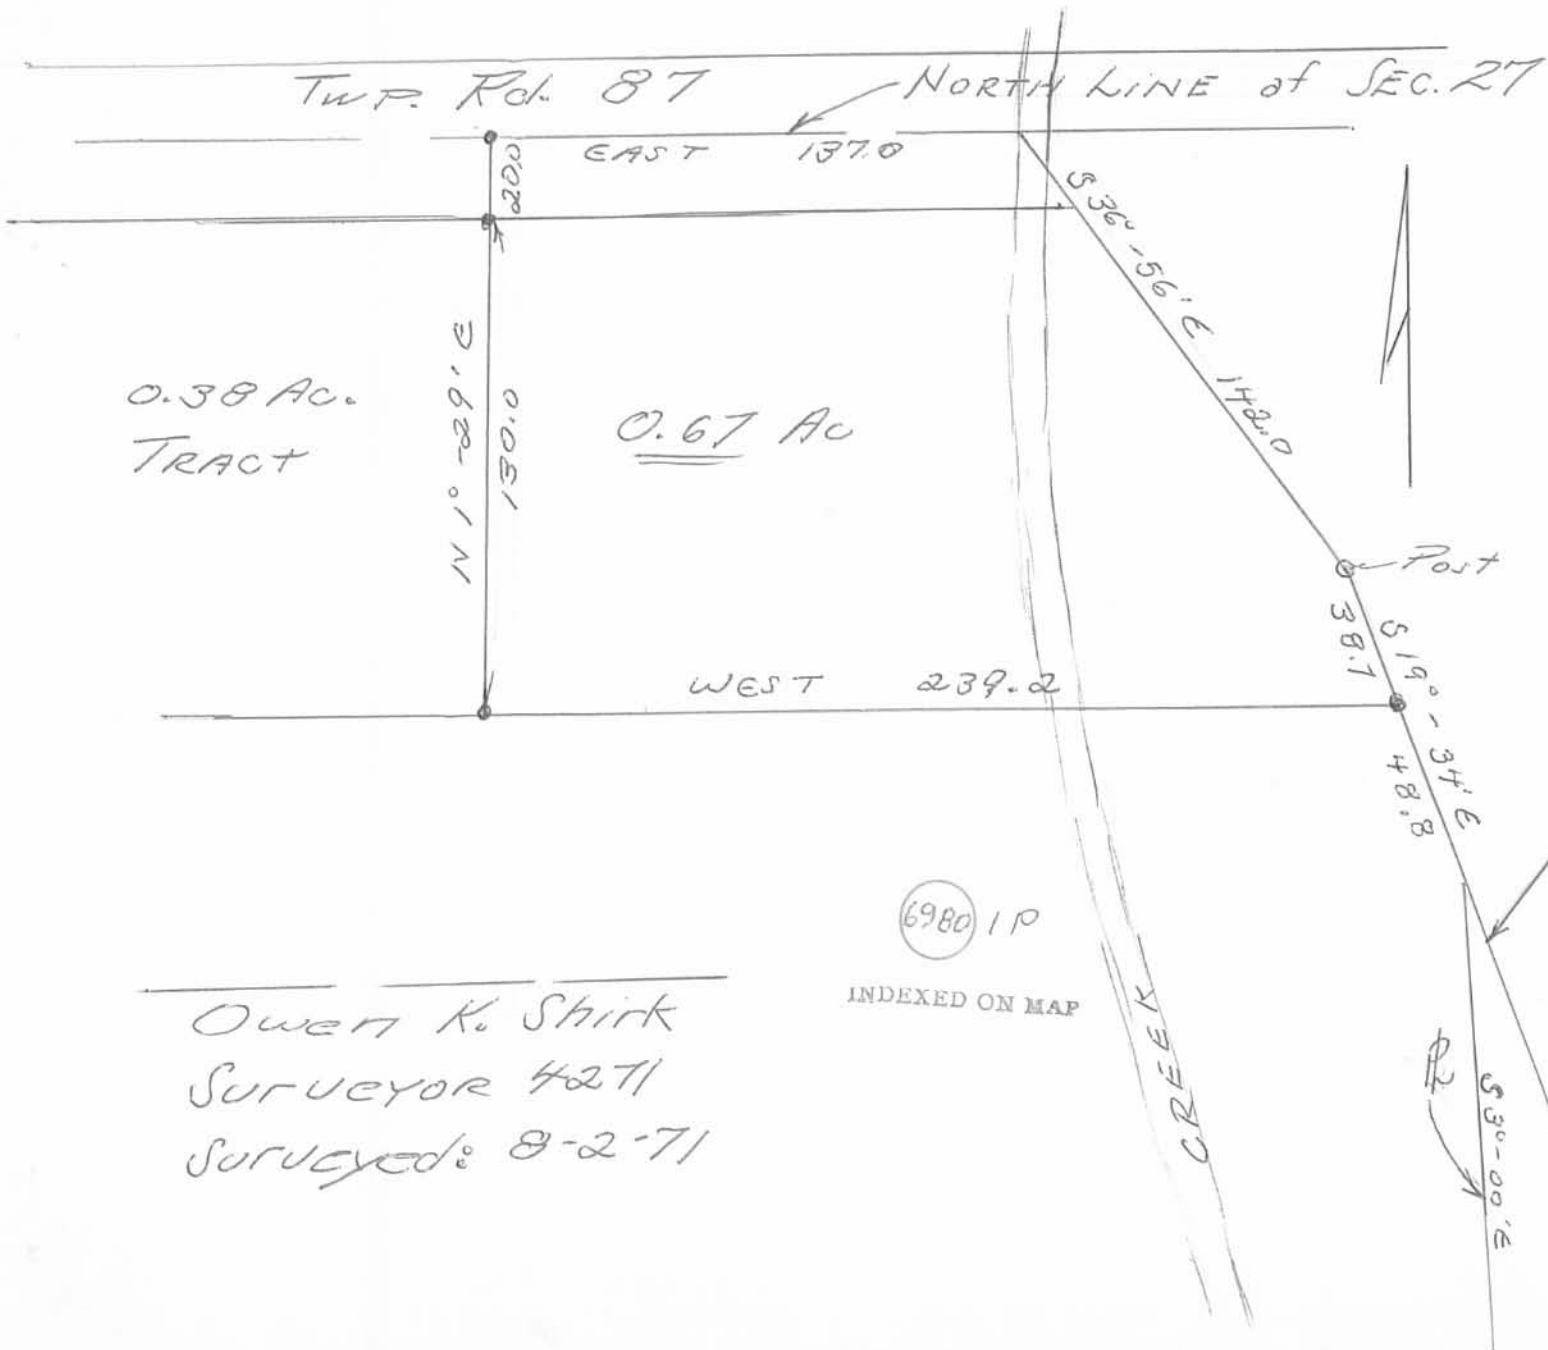 Twp. Rd. 87
NORTH LINE of SEC. 27
EAST 137.0
20.0
S 36° - 56' E 142.0
N 1° - 29' E
130.0
0.38 Ac.
TRACT
0.67 Ac
Post
38.7
S 19° - 34' E
48.8
WEST 239.2
6980 1P
INDEXED ON MAP
CREEK
S 3° - 00' E
Owen K. Shirk
Surveyor 4271
Surveyed: 8-2-71